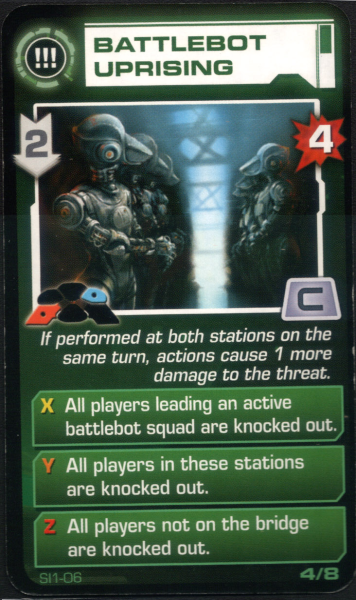 !!!
BATTLEBOT
UPRISING
2
4
C
If performed at both stations on the
same turn, actions cause 1 more
damage to the threat.
X All players leading an active
battlebot squad are knocked out.
Y All players in these stations
are knocked out.
Z All players not on the bridge
are knocked out.
SI1-06
4/8